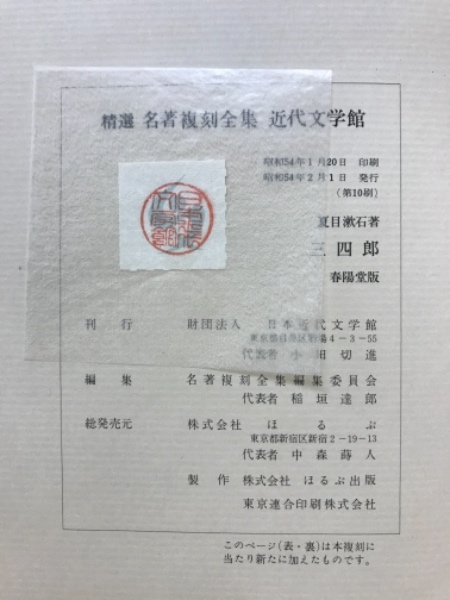 精選 名著複刻全集 近代文学館
昭和54年1月20日 印刷
昭和54年2月1日 発行
(第10刷)
夏目漱石著
三四郎
春陽堂版
刊行 財団法人 日本近代文学館
東京都目黒区駒場4-3-55
代表者 小田切進
編集 名著複刻全集編集委員会
代表者 稲垣達郎
総発売元 株式会社 ほるぷ
東京都新宿区新宿2-19-13
代表者 中森蒔人
製作 株式会社 ほるぷ出版
東京連合印刷株式会社
このページ(表・裏)は本複刻に
当たり新たに加えたものです。